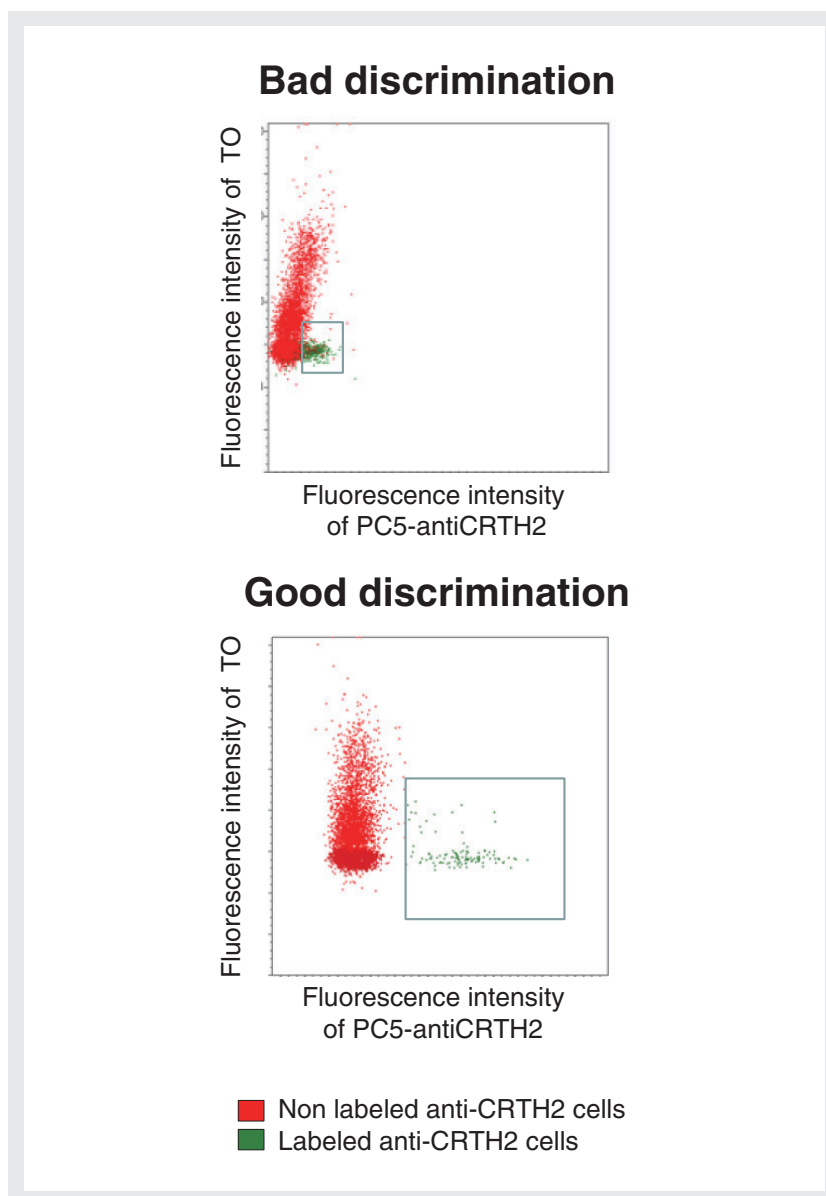 Bad discrimination
Fluorescence intensity of TO
Fluorescence intensity
of PC5-antiCRTH2
Good discrimination
Fluorescence intensity of TO
Fluorescence intensity
of PC5-antiCRTH2
Non labeled anti-CRTH2 cells
Labeled anti-CRTH2 cells